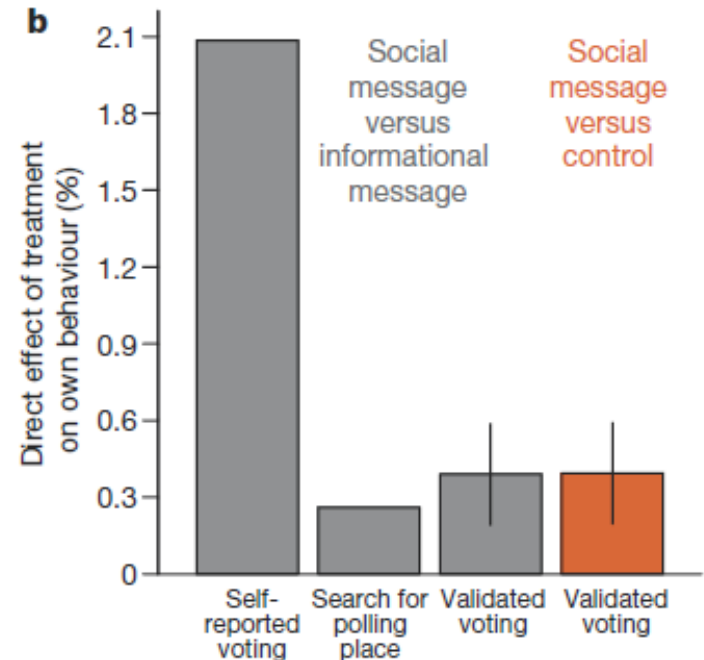 b
Direct effect of treatment
on own behaviour (%)
2.1
1.8
1.5
1.2
0.9
0.6
0.3
0
Social
message
versus
informational
message
Social
message
versus
control
Self-
reported
voting
Search for
polling
place
Validated
voting
Validated
voting